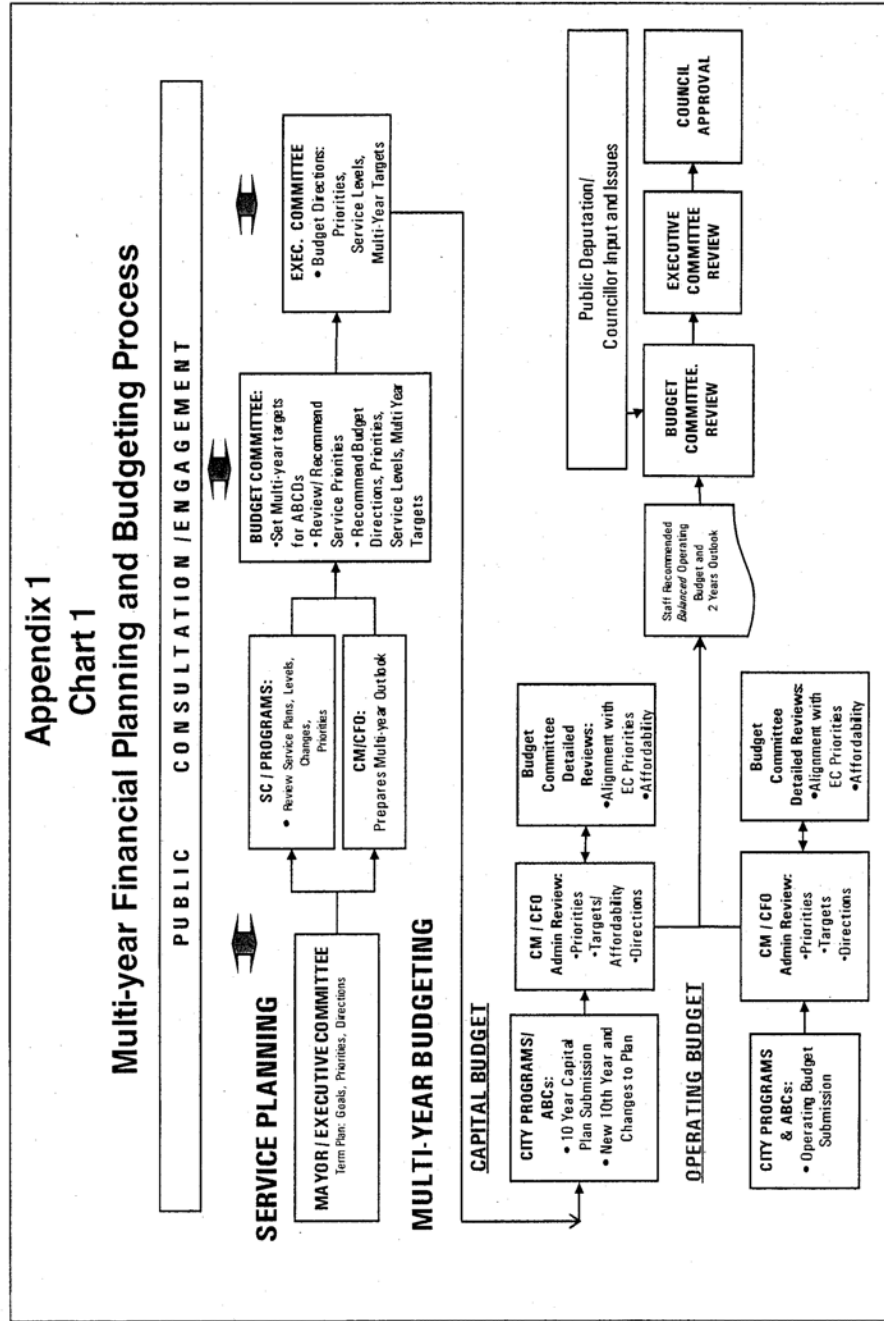 Appendix 1
Chart 1
Multi-year Financial Planning and Budgeting Process
PUBLIC CONSULTATION/ENGAGEMENT
SERVICE PLANNING
MAYOR/EXECUTIVE COMMITTEE
Term Plan: Goals, Priorities, Directions
SC / PROGRAMS:
• Review Service Plans, Levels,
Changes,
Priorities
CM/CFO:
Prepares Multi-year Outlook
BUDGET COMMITTEE:
•Set Multi-year targets
for ABCDs
• Review/ Recommend
Service Priorities
• Recommend Budget
Directions, Priorities,
Service Levels, Multi Year
Targets
EXEC. COMMITTEE
• Budget Directions:
Priorities,
Service Levels,
Multi-Year Targets
MULTI-YEAR BUDGETING
CAPITAL BUDGET
CITY PROGRAMS/
ABCs:
• 10 Year Capital
Plan Submission
• New 10th Year and
Changes to Plan
CM / CFO
Admin Review:
•Priorities
•Targets/
Affordability
•Directions
Budget
Committee
Detailed
Reviews:
•Alignment with
EC Priorities
•Affordability
OPERATING BUDGET
CITY PROGRAMS
& ABCs:
• Operating Budget
Submission
CM / CFO
Admin Review:
•Priorities
•Targets
•Directions
Budget
Committee
Detailed Reviews:
•Alignment with
EC Priorities
•Affordability
Staff Recommended
Balanced Operating
Budget and
2 Years Outlook
Public Deputation/
Councillor Input and Issues
BUDGET
COMMITTEE.
REVIEW
EXECUTIVE
COMMITTEE
REVIEW
COUNCIL
APPROVAL